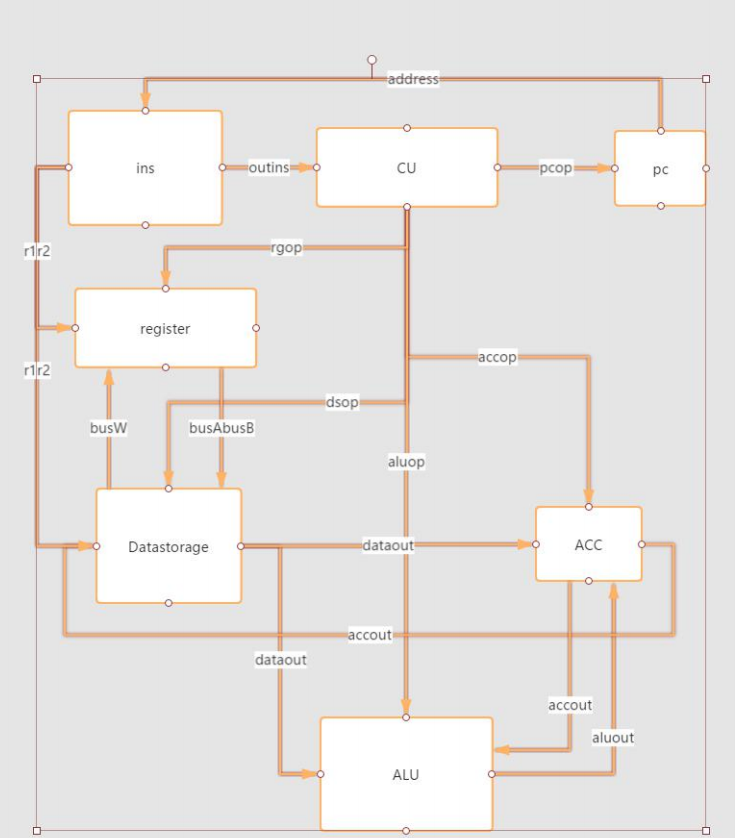 address
ins
outins
CU
pcop
pc
r1r2
rgop
register
accop
r1r2
dsop
busW
busAbusB
aluop
Datastorage
dataout
ACC
accout
dataout
accout
aluout
ALU